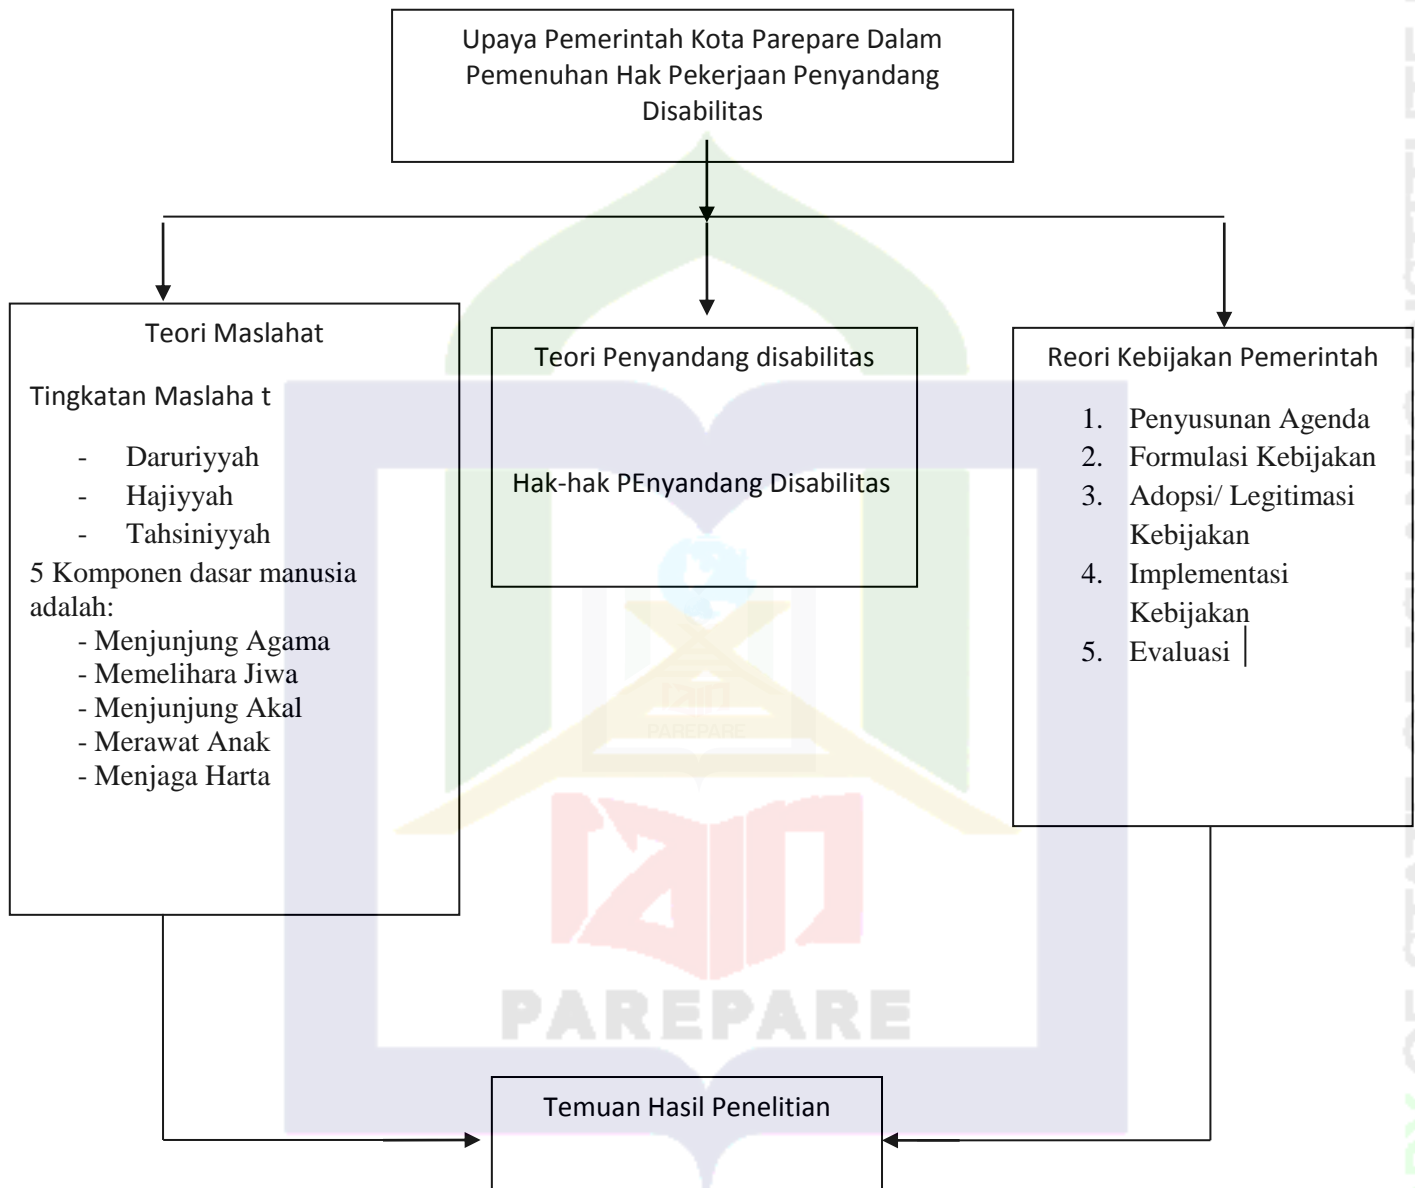 Upaya Pemerintah Kota Parepare Dalam
Pemenuhan Hak Pekerjaan Penyandang
Disabilitas
Teori Maslahat
Tingkatan Maslaha t
- Daruriyyah
- Hajiyyah
- Tahsiniyyah
5 Komponen dasar manusia
adalah:
- Menjunjung Agama
- Memelihara Jiwa
- Menjunjung Akal
- Merawat Anak
- Menjaga Harta
Teori Penyandang disabilitas
Hak-hak PEnyandang Disabilitas
Reori Kebijakan Pemerintah
1. Penyusunan Agenda
2. Formulasi Kebijakan
3. Adopsi/ Legitimasi
Kebijakan
4. Implementasi
Kebijakan
5. Evaluasi
IAIN
PAREPARE
IAIN
PAREPARE
Temuan Hasil Penelitian